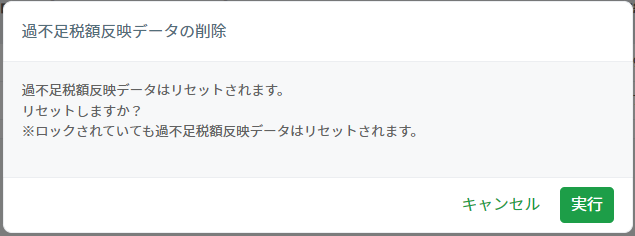 過不足税額反映データの削除
過不足税額反映データはリセットされます。
リセットしますか？
※ロックされていても過不足税額反映データはリセットされます。
キャンセル
実行